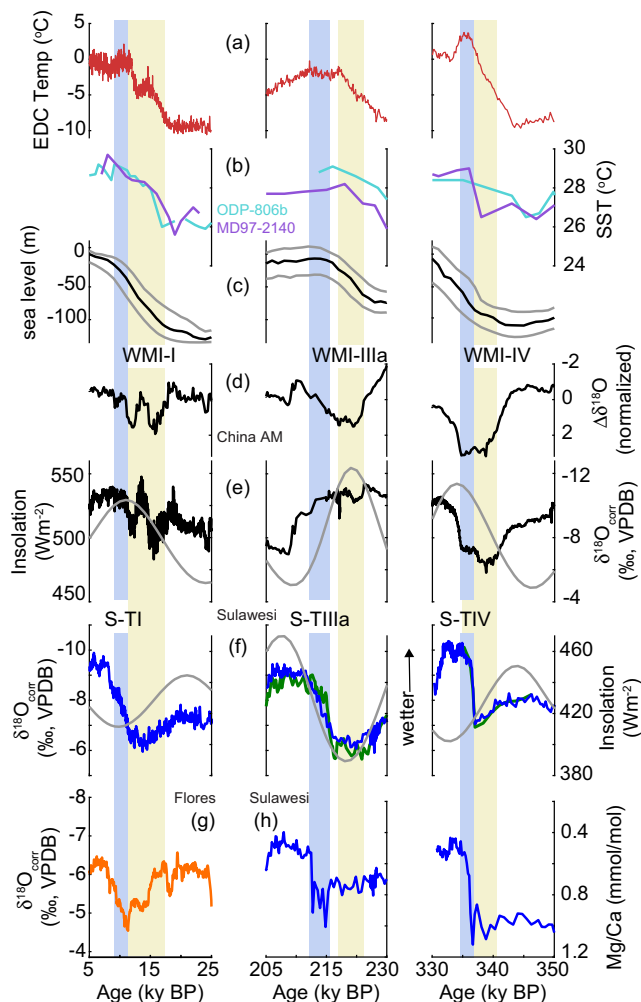 5
0
-5
-10
EDC Temp (°C)
(a)
(b)
ODP-806b
MD97-2140
30
28
26
24
SST (°C)
0
-50
-100
sea level (m)
(c)
WMI-I
WMI-IIIa
WMI-IV
(d)
China AM
-2
0
2
Δδ18O (normalized)
550
500
450
Insolation (Wm-2)
(e)
-12
-8
-4
δ18Ocorr (‰, VPDB)
S-TI
Sulawesi
S-TIIIa
S-TIV
-10
-8
-6
δ18Ocorr (‰, VPDB)
(f)
wetter
460
420
380
Insolation (Wm-2)
-8
-7
-6
-5
-4
δ18Ocorr (‰, VPDB)
Flores
(g)
Sulawesi
(h)
0.4
0.8
1.2
Mg/Ca (mmol/mol)
5 15 25
205 215 230
330 340 350
Age (ky BP)
Age (ky BP)
Age (ky BP)